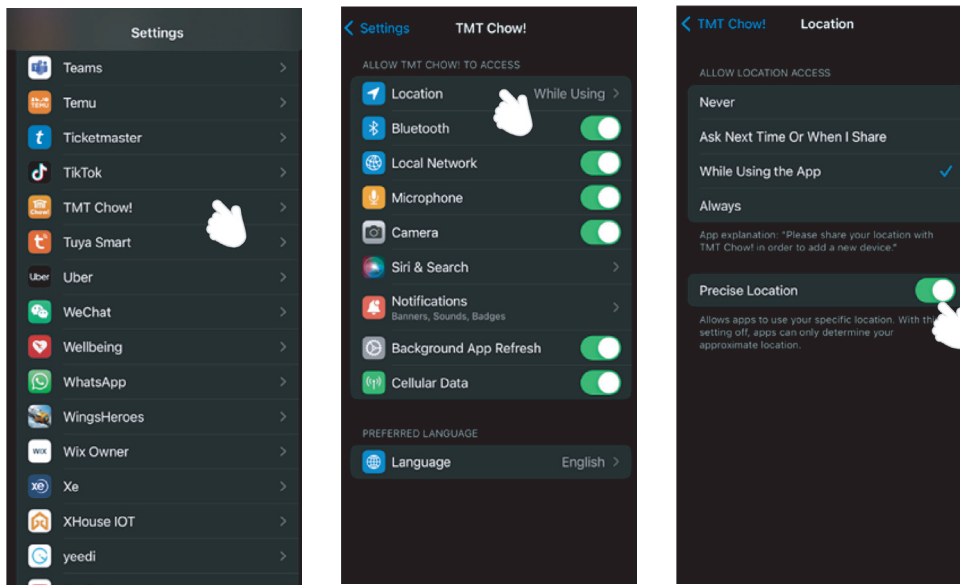 Settings
Teams
Temu
Ticketmaster
TikTok
TMT Chow!
Tuya Smart
Uber
Uber
WeChat
Wellbeing
WhatsApp
WingsHeroes
WiX
Wix Owner
xe
Xe
XHouse IOT
yeedi
Settings
TMT Chow!
ALLOW TMT CHOW! TO ACCESS
Location While Using
Bluetooth
Local Network
Microphone
Camera
Siri & Search
Notifications
Banners, Sounds, Badges
Background App Refresh
Cellular Data
PREFERRED LANGUAGE
Language English
TMT Chow!
Location
ALLOW LOCATION ACCESS
Never
Ask Next Time Or When I Share
While Using the App
Always
App explanation: “Please share your location with
TMT Chow! in order to add a new device.”
Precise Location
Allows apps to use your specific location. With
setting off, apps can only determine your
approximate location.